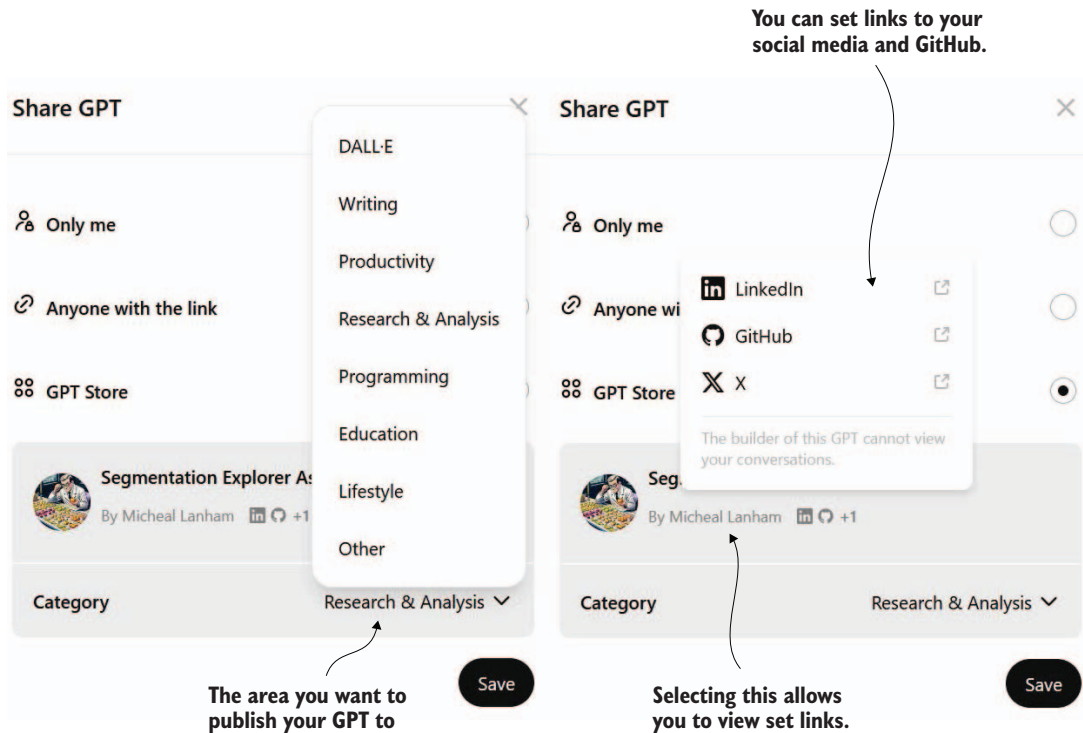 You can set links to your
social media and GitHub.
Share GPT
DALL·E
Writing
Productivity
Research & Analysis
Programming
Education
Lifestyle
Other
Only me
Anyone with the link
GPT Store
Segmentation Explorer As
By Micheal Lanham +1
Category
Research & Analysis
Save
The area you want to
publish your GPT to
Share GPT
Only me
in LinkedIn
GitHub
X
Anyone wi
GPT Store
The builder of this GPT cannot view
your conversations.
Seg
By Micheal Lanham in +1
Category
Research & Analysis
Save
Selecting this allows
you to view set links.